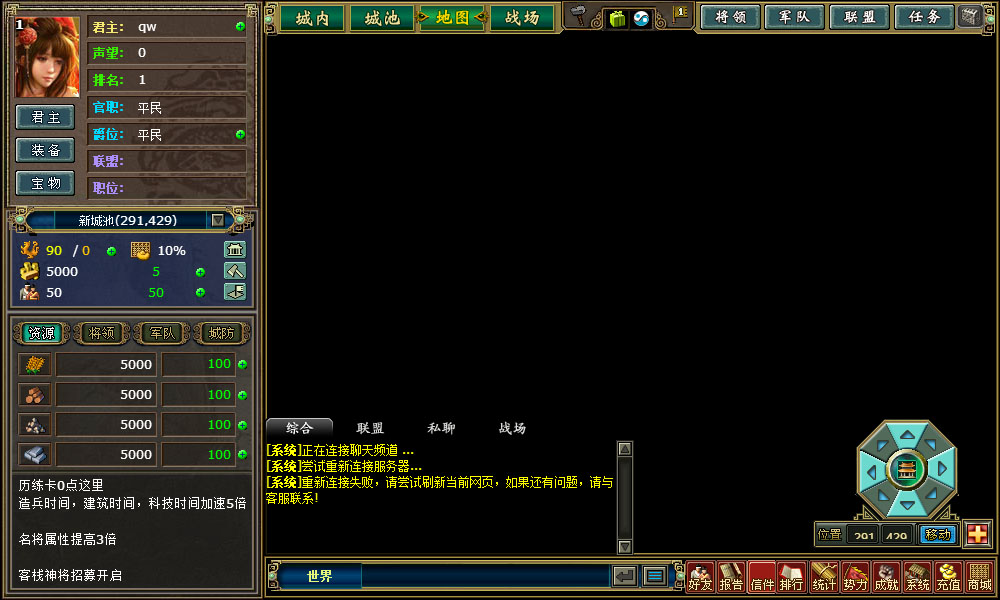 1
君主: qw
声望: 0
排名: 1
官职: 平民
爵位: 平民
联盟:
职位:
君主
装备
宝物
新城池(291,429)
90 / 0 10%
5000 5
50 50
资源 将领 军队 城防
5000 100
5000 100
5000 100
5000 100
历练卡0点这里
造兵时间，建筑时间，科技时间加速5倍
名将属性提高3倍
客栈神将招募开启
城内 城池 地图 战场
1
将领 军队 联盟 任务
综合 联盟 私聊 战场
[系统]正在连接聊天频道 ...
[系统]尝试重新连接服务器...
[系统]重新连接失败，请尝试刷新当前网页，如果还有问题，请与
客服联系!
世界
位置 291 429 移动
好友 报告 信件 排行 统计 势力 成就 系统 充值 商城